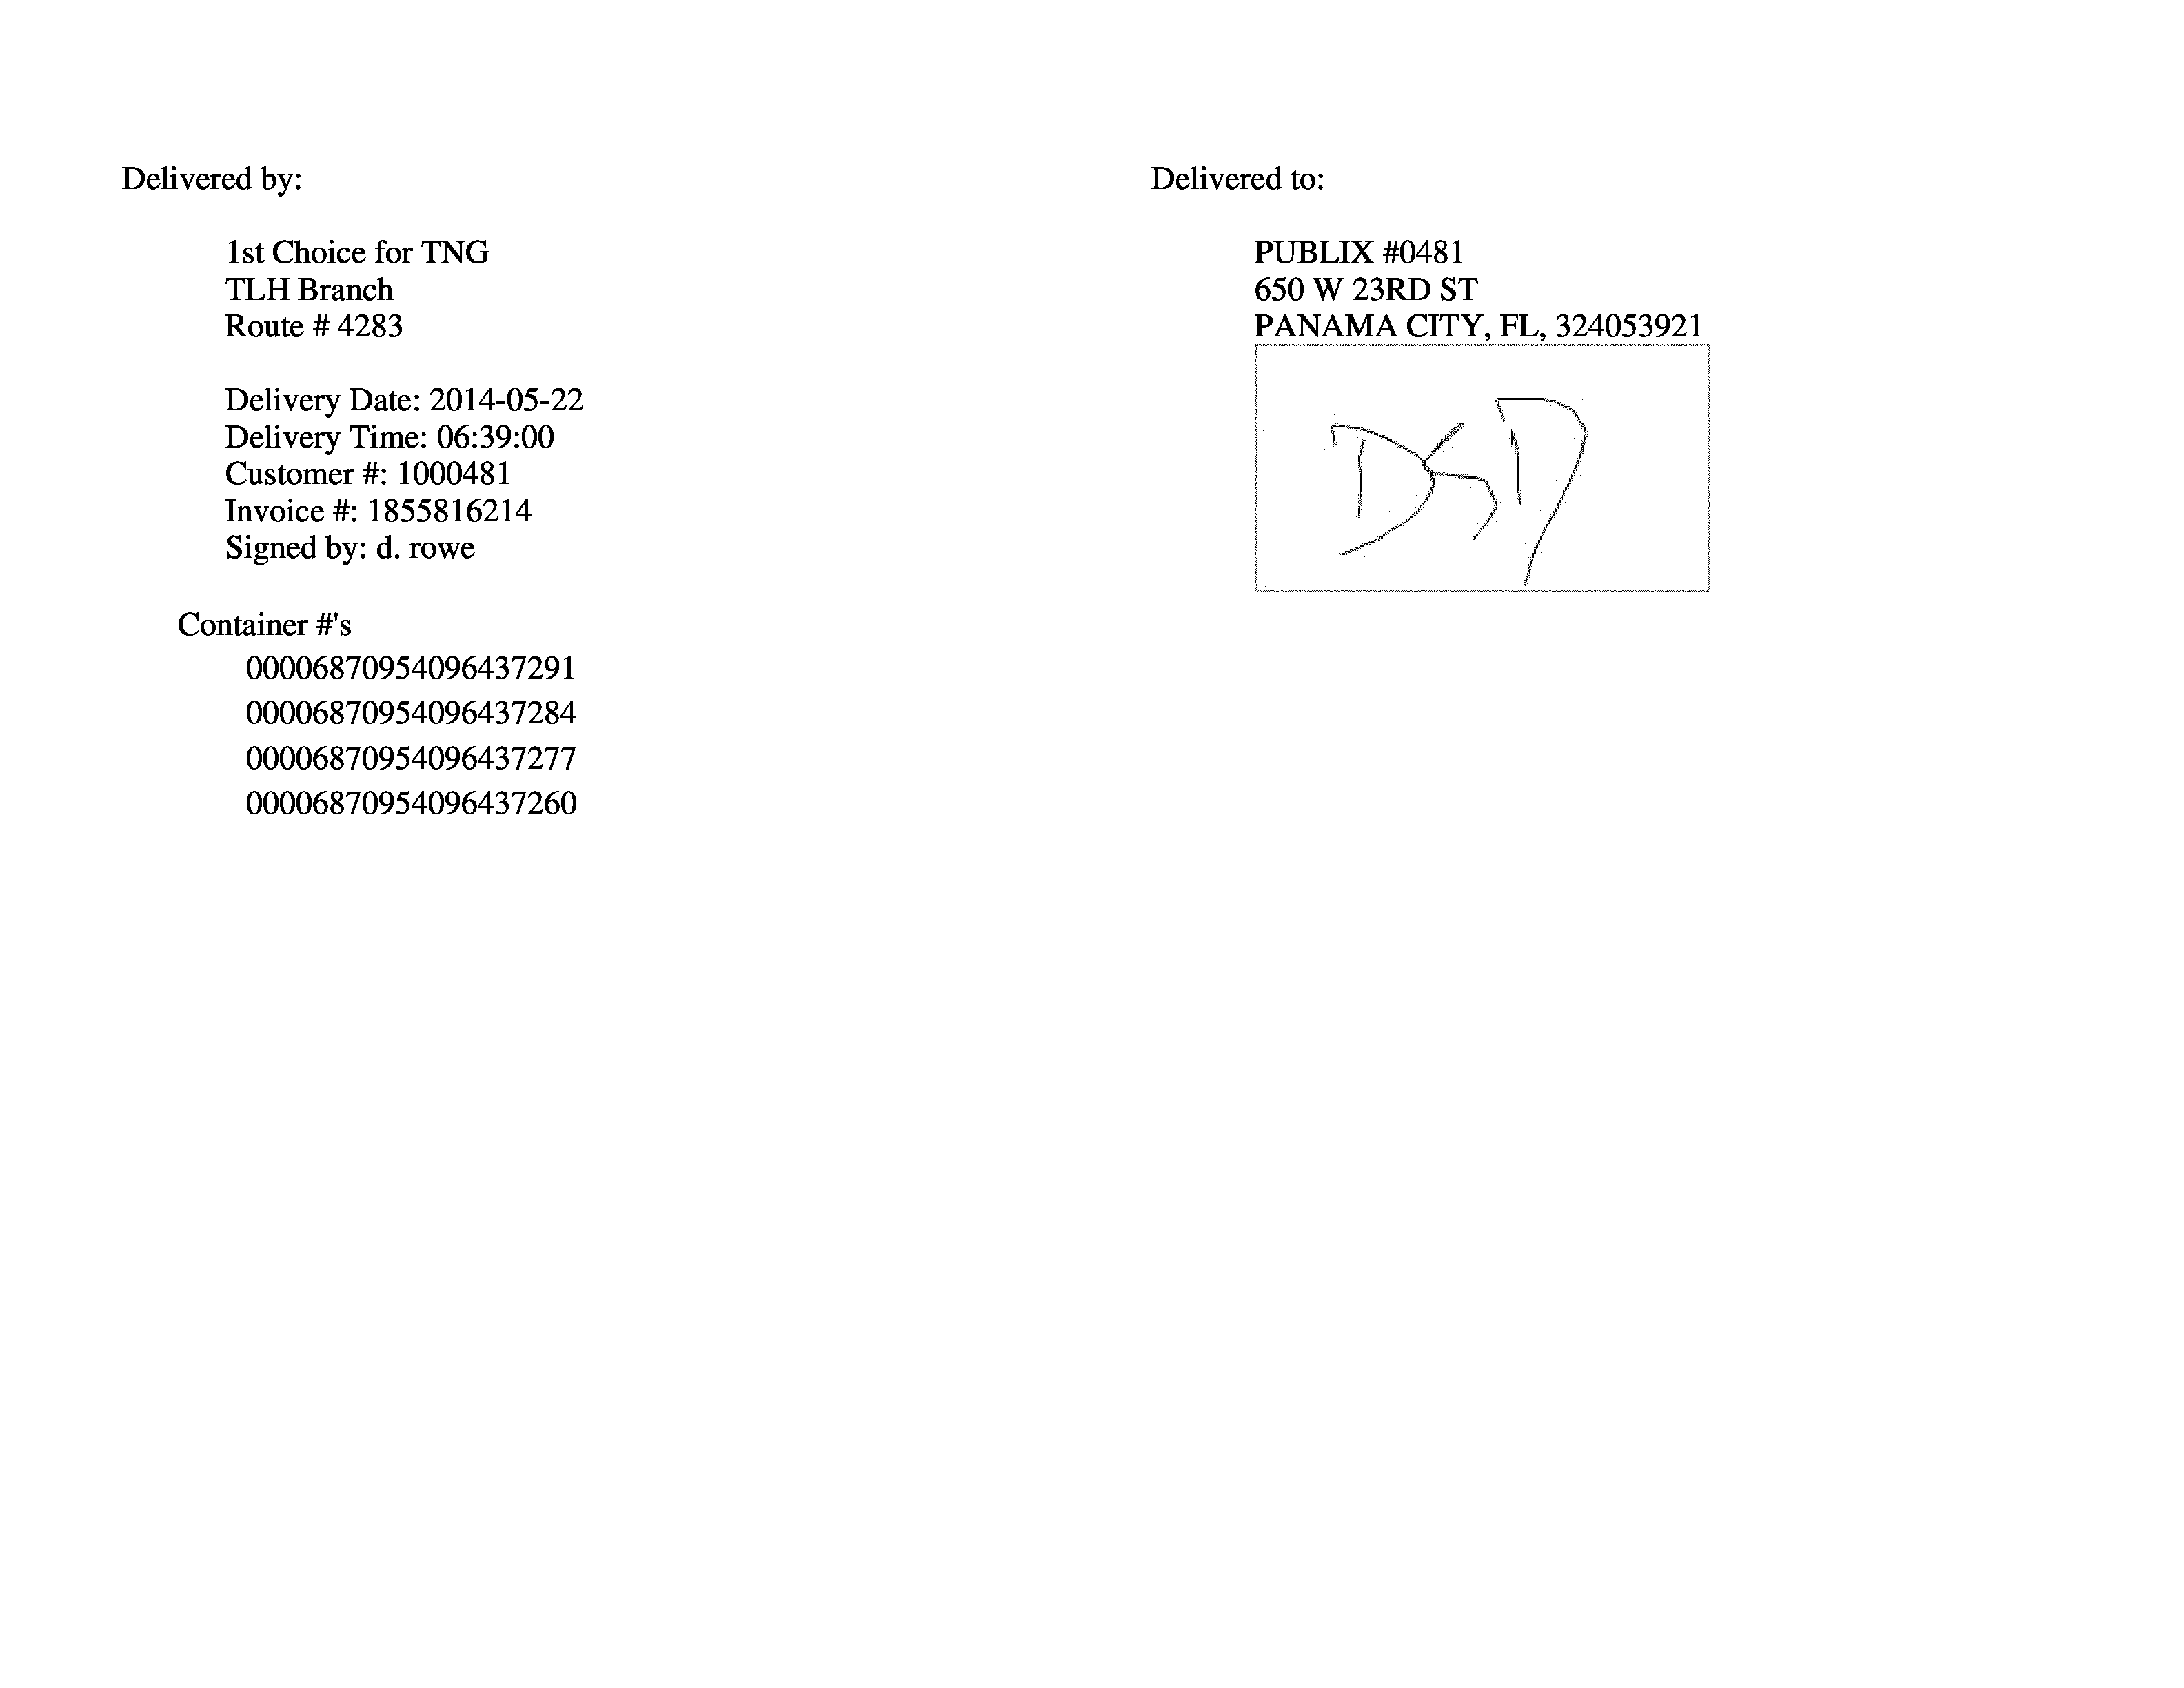 Delivered by:
1st Choice for TNG
TLH Branch
Route # 4283
Delivery Date: 2014-05-22
Delivery Time: 06:39:00
Customer #: 1000481
Invoice #: 1855816214
Signed by: d. rowe
Container #'s
00006870954096437291
00006870954096437284
00006870954096437277
00006870954096437260
Delivered to:
PUBLIX #0481
650 W 23RD ST
PANAMA CITY, FL, 324053921